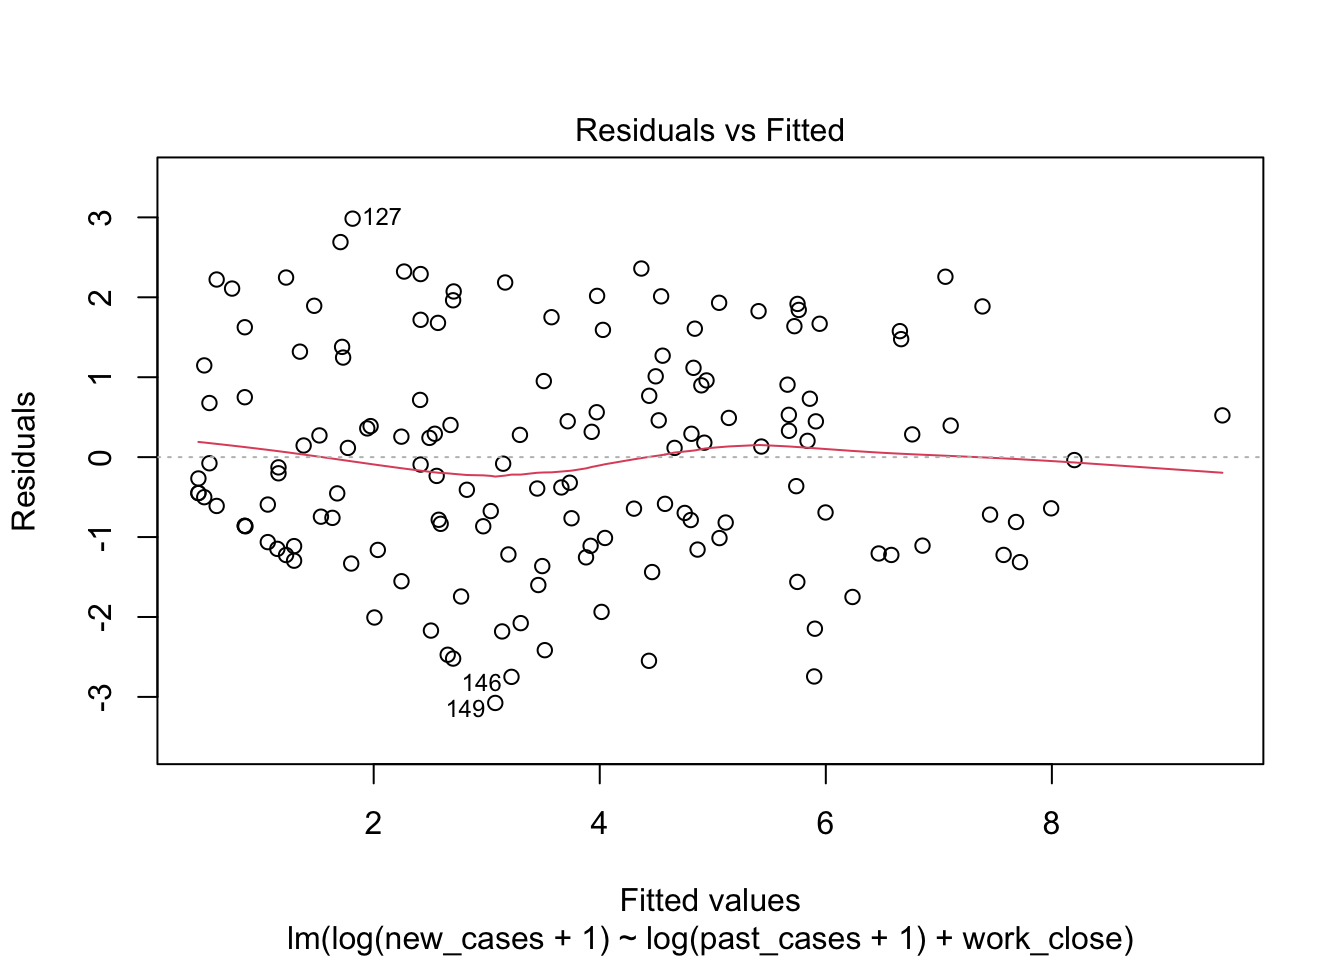 Residuals vs Fitted
Residuals
3
2
1
0
-1
-2
-3
127
146
149
2 4 6 8
Fitted values
lm(log(new_cases + 1) ~ log(past_cases + 1) + work_close)